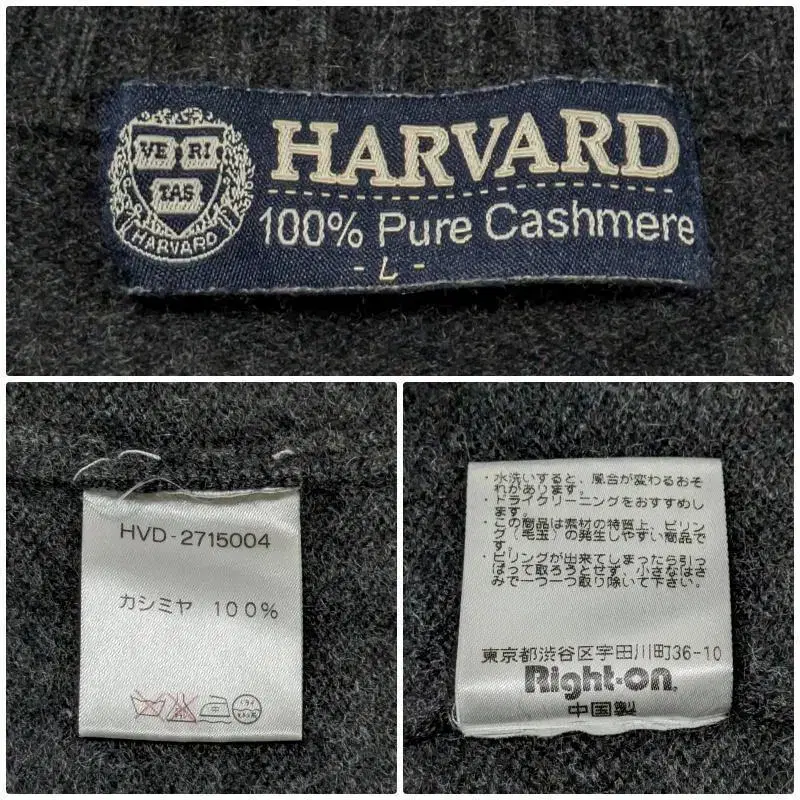 VE RI
TAS
HARVARD
HARVARD
100% Pure Cashmere
- L -
HVD-2715004
カシミヤ 100%
中
ドライ
・水洗いすると、風合が変わるおそ
れがあります。
・ドライクリーニングをおすすめし
ます。
・この商品は素材の特質上、ピリン
グ(毛玉)の発生しやすい商品で
す。
・ピリングが出来てしまったら引っ
ぱって取ろうとせず、小さなはさ
みで一つ一つ取り除いて下さい。
東京都渋谷区宇田川町36-10
Right-on.
中国製